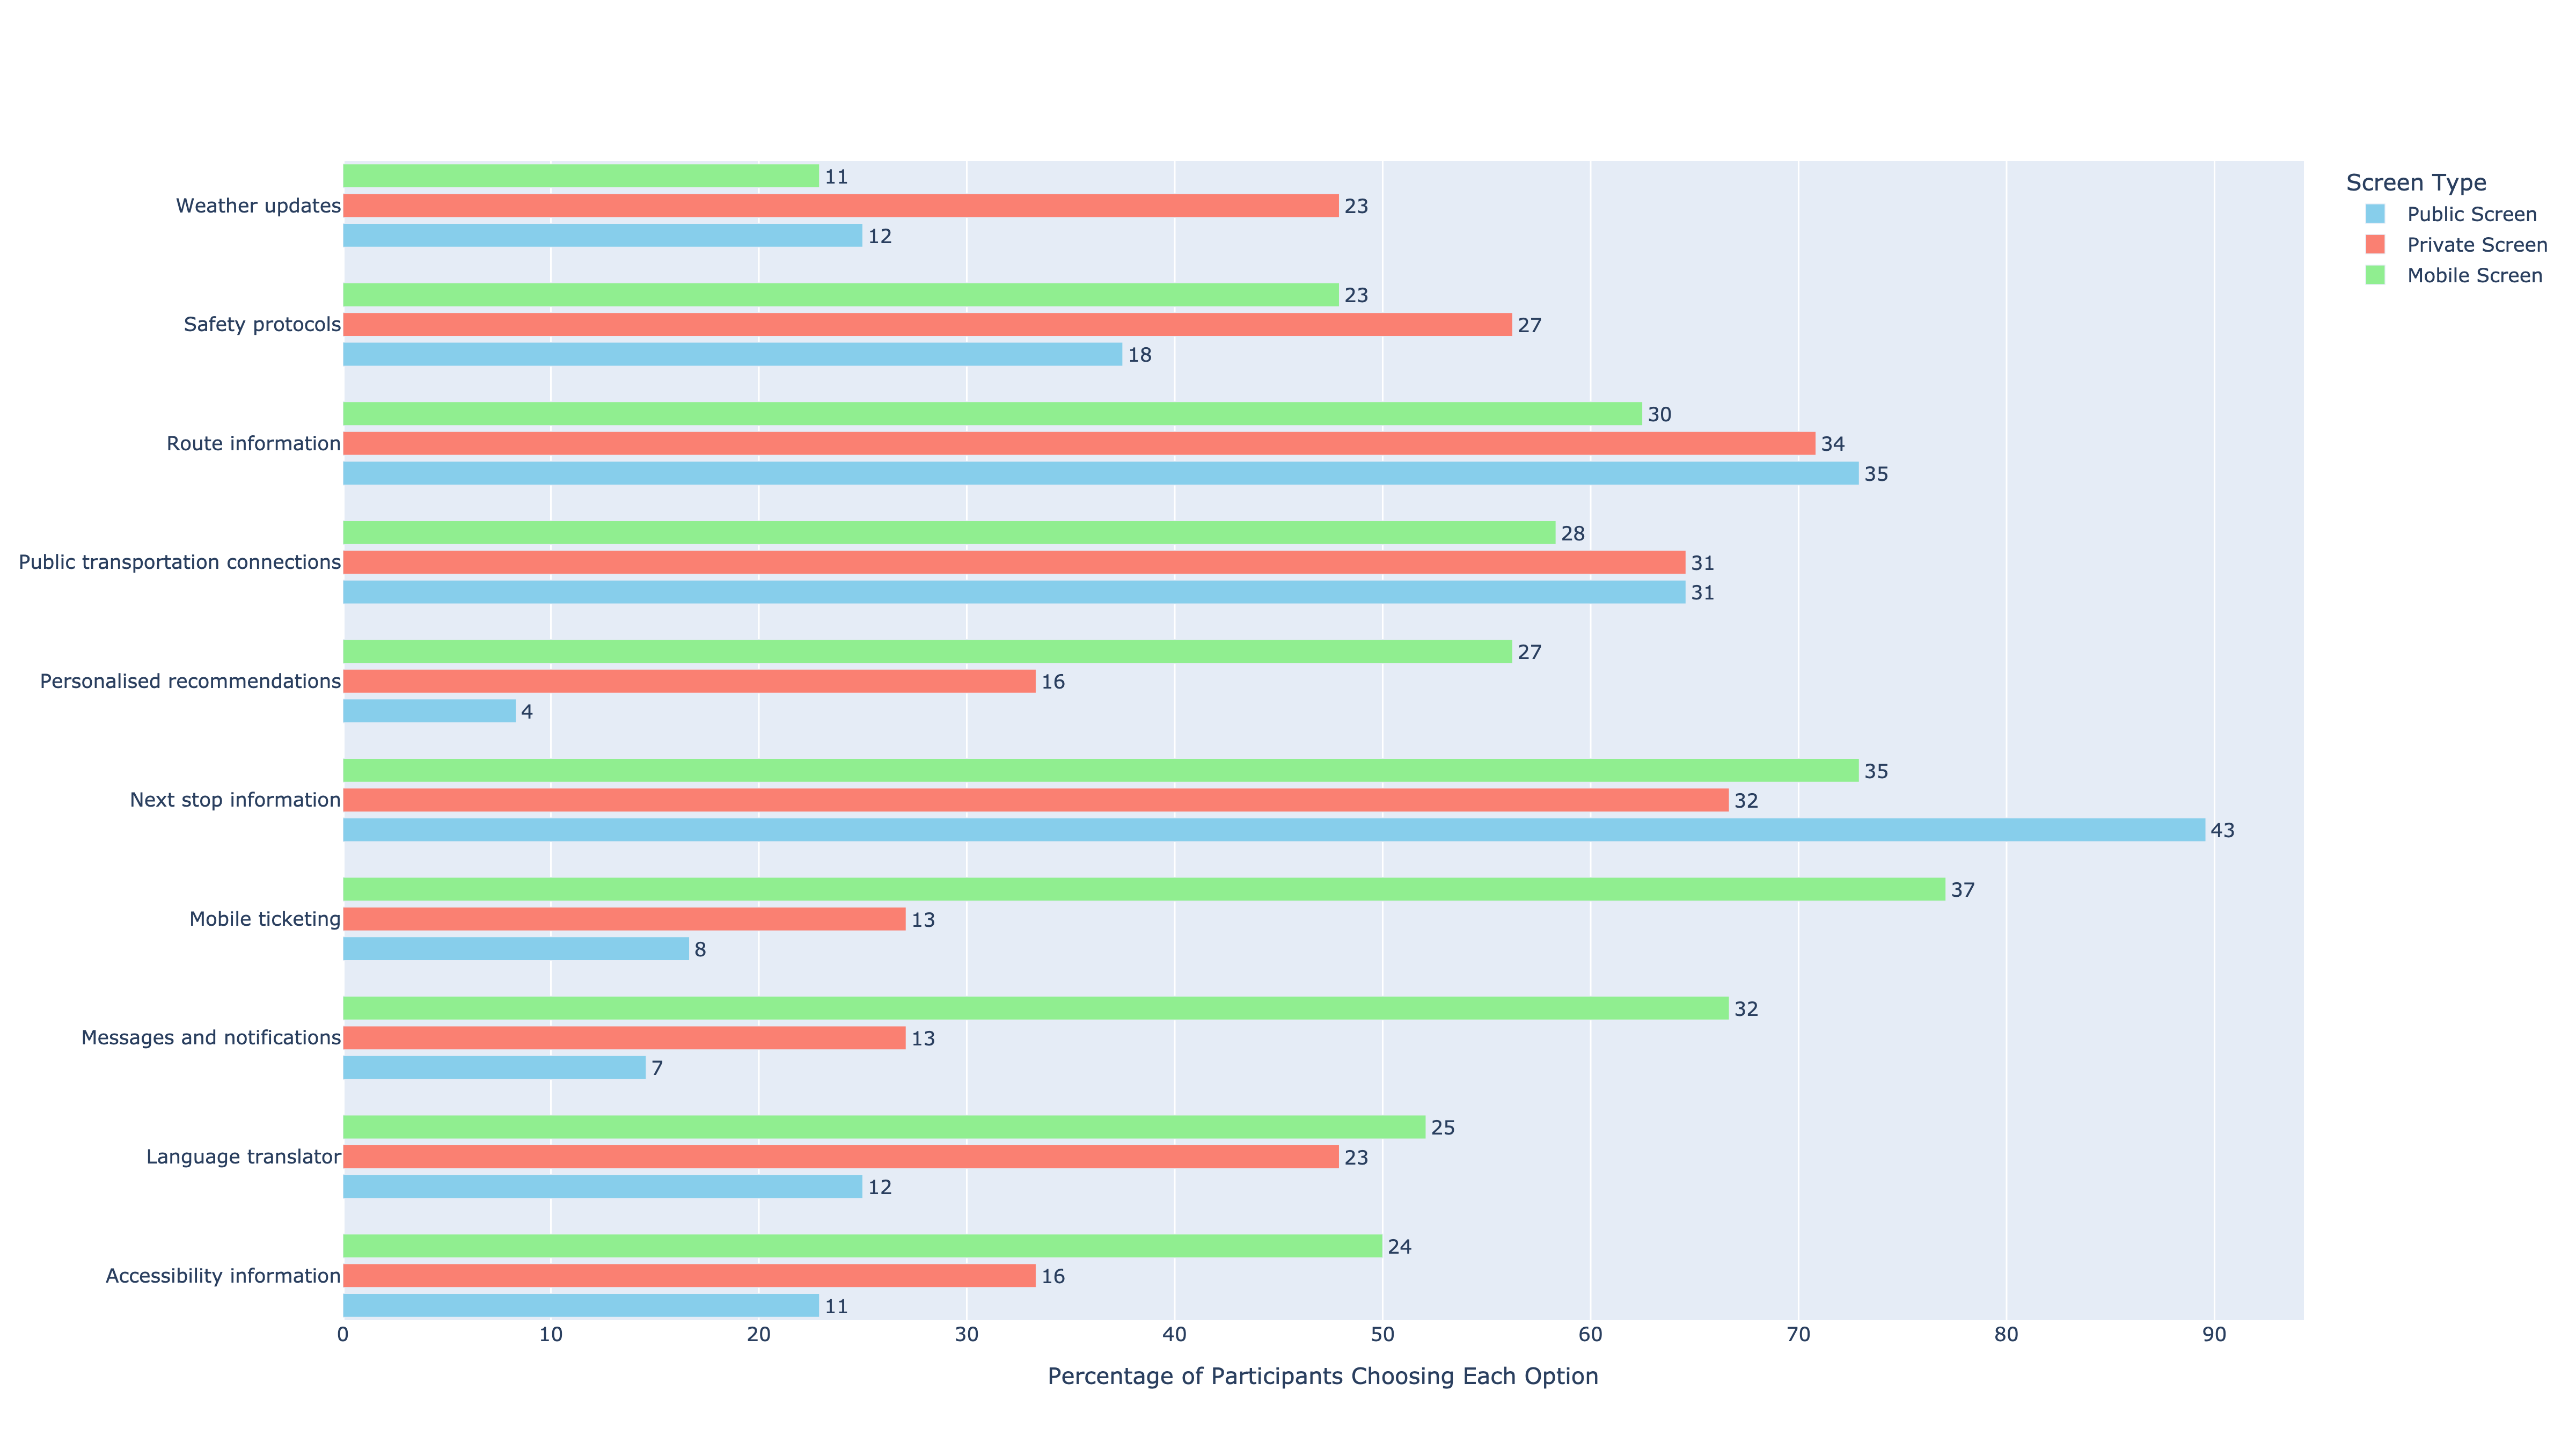 Screen Type
Public Screen
Private Screen
Mobile Screen
Weather updates
11
23
12
Safety protocols
23
27
18
Route information
30
34
35
Public transportation connections
28
31
31
Personalised recommendations
27
16
4
Next stop information
35
32
43
Mobile ticketing
37
13
8
Messages and notifications
32
13
7
Language translator
25
23
12
Accessibility information
24
16
11
0 10 20 30 40 50 60 70 80 90
Percentage of Participants Choosing Each Option